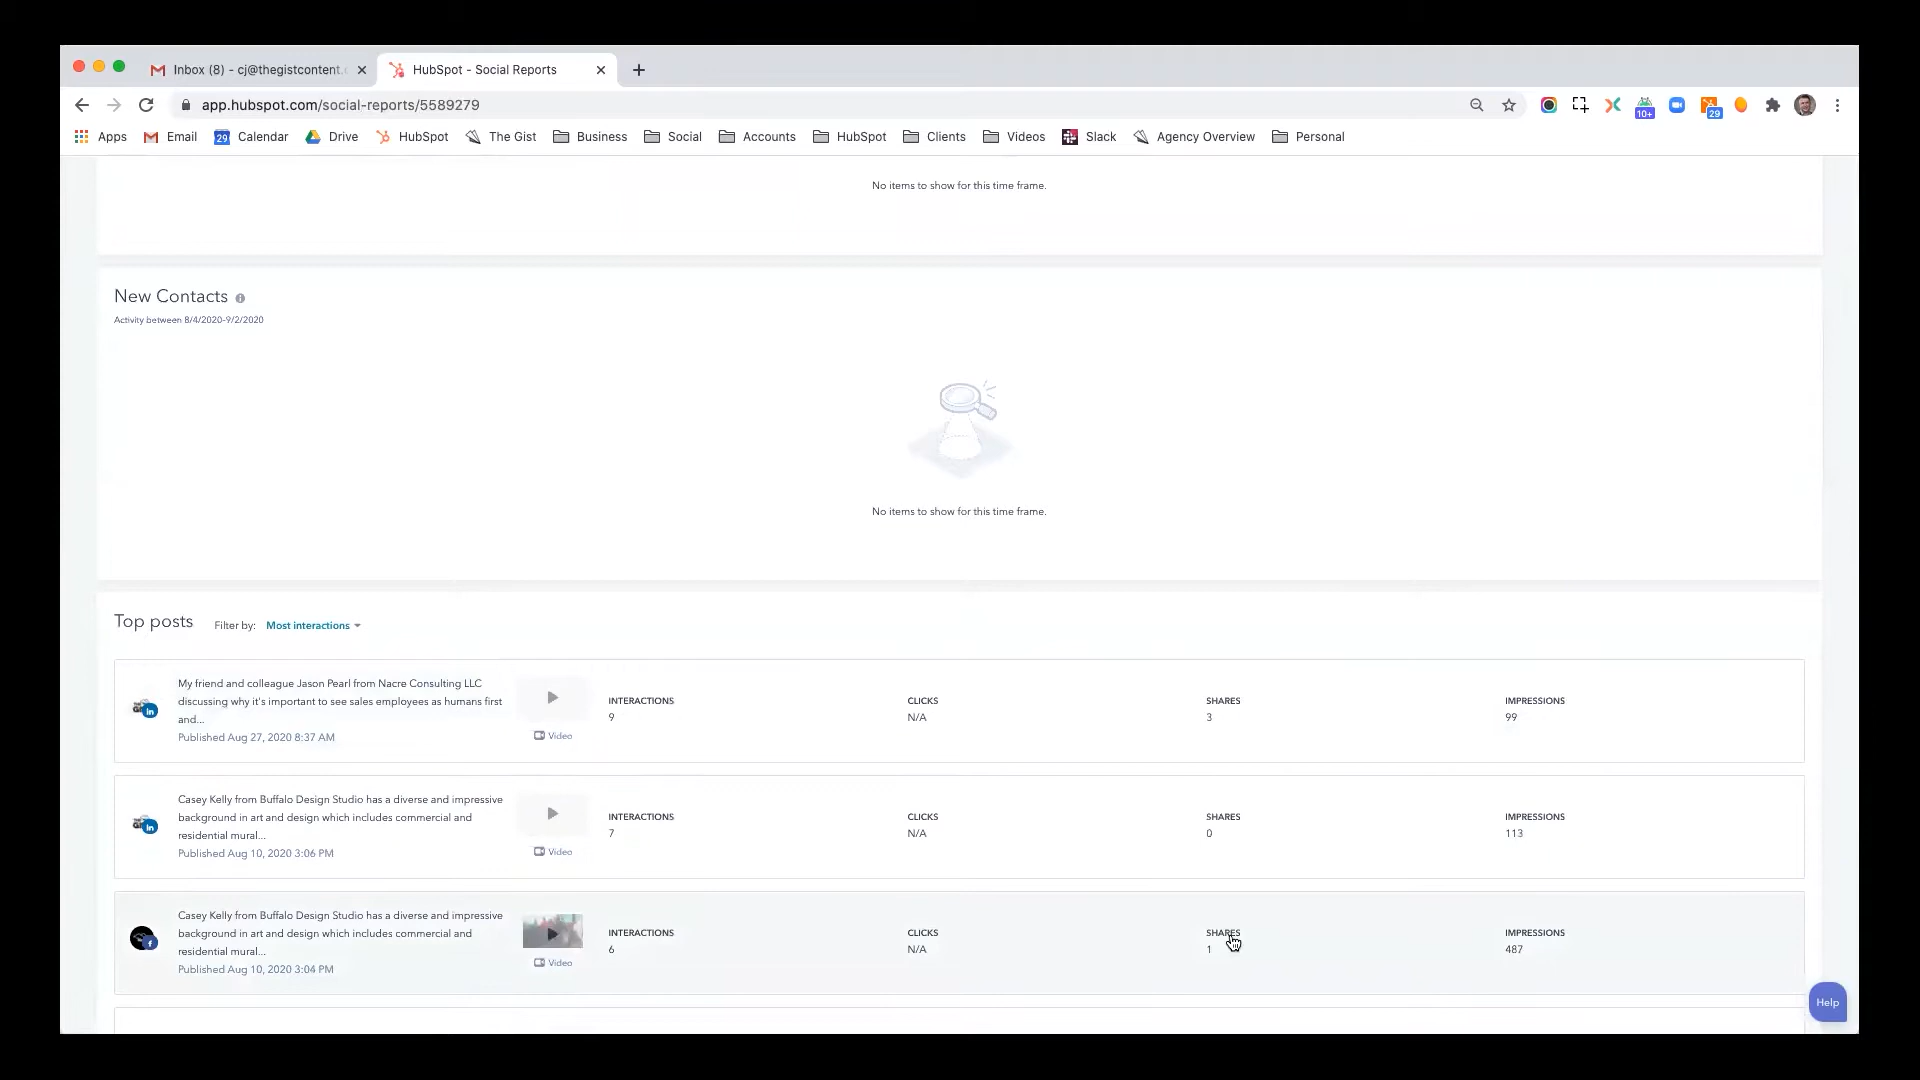 Inbox (8) - cj@thegistcontent.
HubSpot - Social Reports
app.hubspot.com/social-reports/5589279
10+
29
Apps
Email
29
Calendar
Drive
HubSpot
The Gist
Business
Social
Accounts
HubSpot
Clients
Videos
Slack
Agency Overview
Personal
No items to show for this time frame.
New Contacts
Activity between 8/4/2020-9/2/2020
No items to show for this time frame.
Top posts
Filter by: Most interactions
My friend and colleague Jason Pearl from Nacre Consulting LLC
discussing why it's important to see sales employees as humans first
and...
Published Aug 27, 2020 8:37 AM
Video
INTERACTIONS
9
CLICKS
N/A
SHARES
3
IMPRESSIONS
99
in
Casey Kelly from Buffalo Design Studio has a diverse and impressive
background in art and design which includes commercial and
residential mural...
Published Aug 10, 2020 3:06 PM
Video
INTERACTIONS
7
CLICKS
N/A
SHARES
0
IMPRESSIONS
113
in
Casey Kelly from Buffalo Design Studio has a diverse and impressive
background in art and design which includes commercial and
residential mural...
Published Aug 10, 2020 3:04 PM
Video
INTERACTIONS
6
CLICKS
N/A
SHARES
1
IMPRESSIONS
487
f
Help